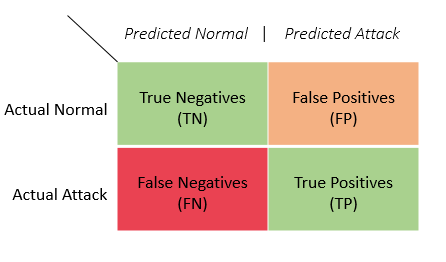 Predicted Normal | Predicted Attack
Actual Normal
True Negatives
(TN)
False Positives
(FP)
Actual Attack
False Negatives
(FN)
True Positives
(TP)